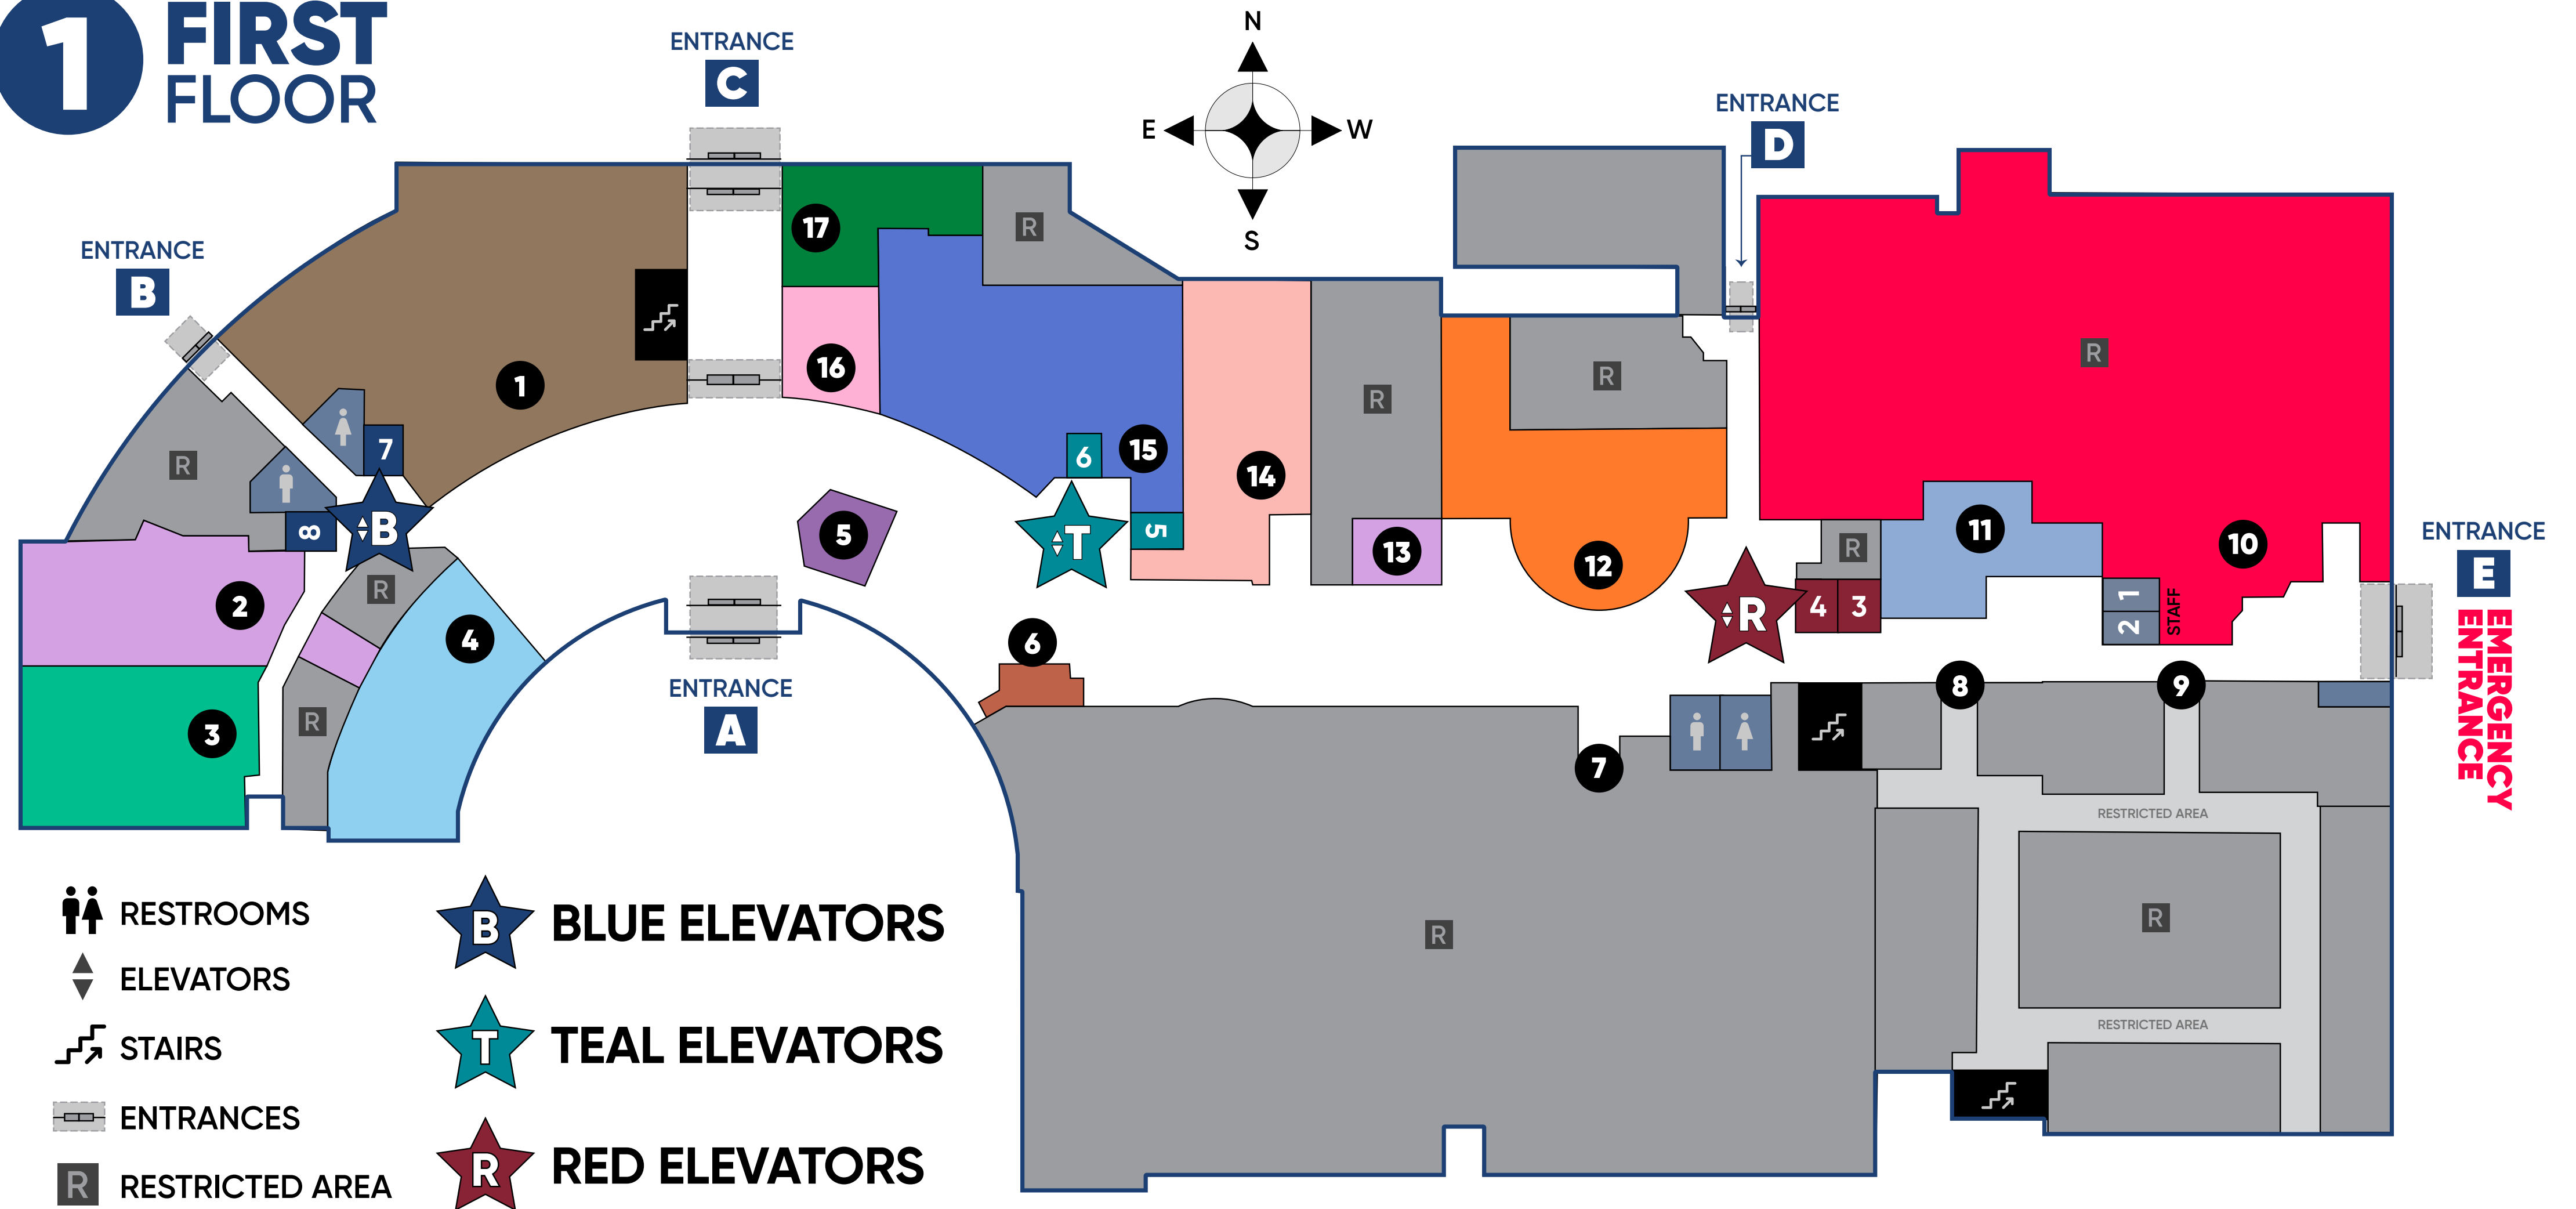 1 FIRST
FLOOR
ENTRANCE
C
N
E W
S
ENTRANCE
D
ENTRANCE
B
17
R
1
16
7
R
8
B
R
2
3
4
R
5
6
15
T
5
14
R
13
R
12
R
R
11
10
R
4 3
1
2
STAFF
ENTRANCE
E
EMERGENCY
ENTRANCE
ENTRANCE
A
6
7
8
9
RESTRICTED AREA
R
RESTRICTED AREA
R
RESTROOMS
ELEVATORS
STAIRS
ENTRANCES
R RESTRICTED AREA
B BLUE ELEVATORS
T TEAL ELEVATORS
R RED ELEVATORS